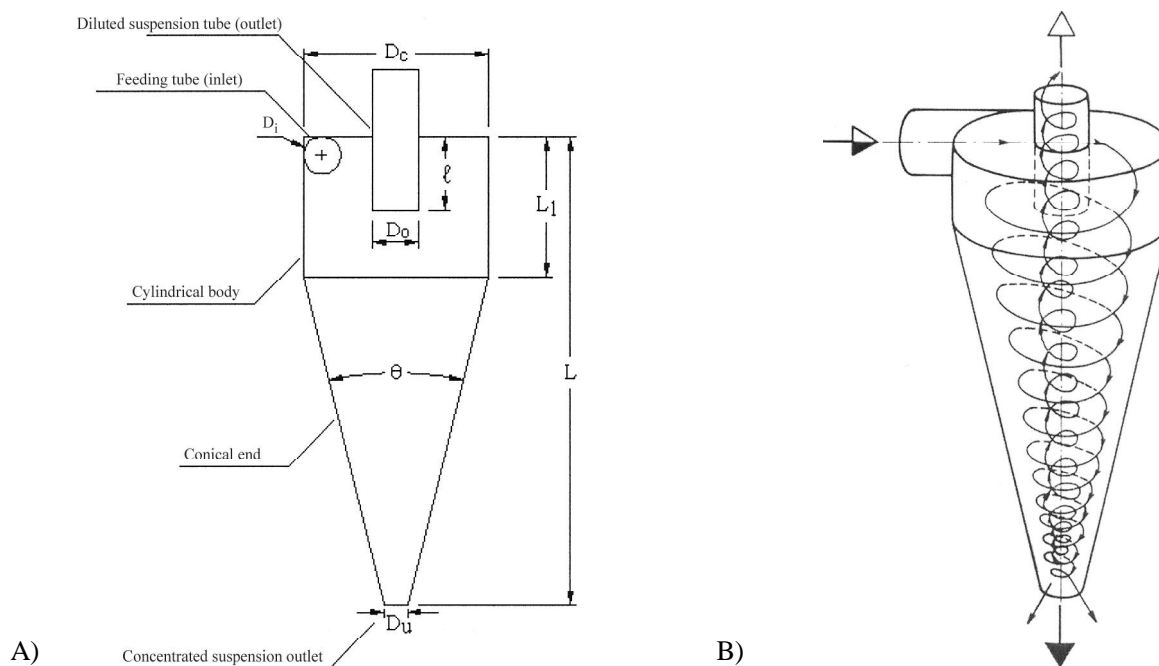 Diluted suspension tube (outlet)
Dc
Feeding tube (inlet)
Di
ℓ
L1
Do
Cylindrical body
θ
L
Conical end
Du
A)
Concentrated suspension outlet
B)